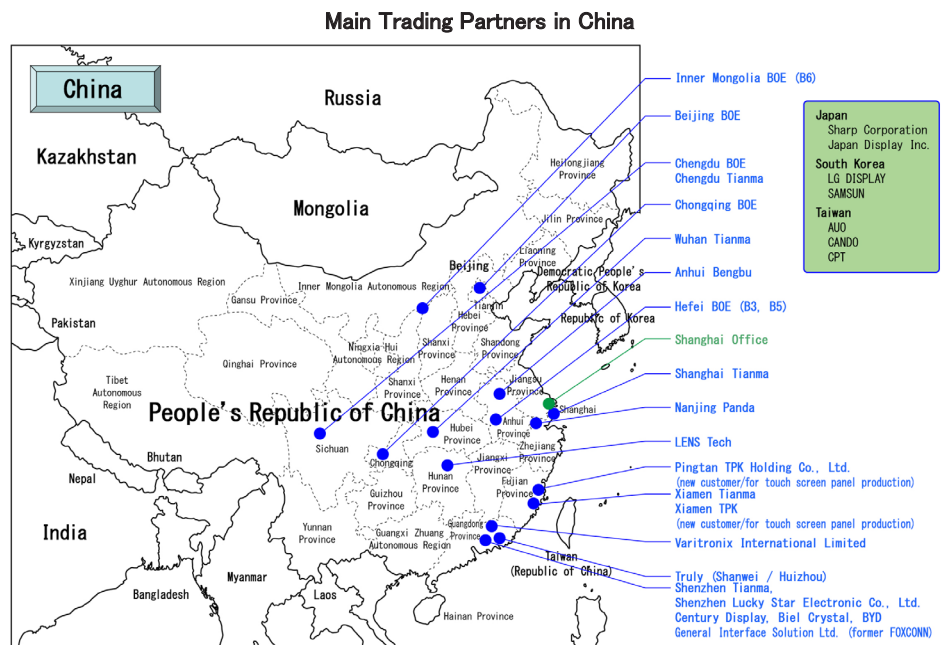 Main Trading Partners in China
China
Russia
Kazakhstan
Mongolia
Kyrgyzstan
Heilongjiang
Province
Jilin Province
Liaoning
Province
Beijing
Democratic People's
Republic of Korea
Xinjiang Uyghur Autonomous Region
Inner Mongolia Autonomous Region
Gansu Province
Tianjin
Hebei
Province
Republic of Korea
Pakistan
Ningxia Hui
Autonomous Region
Shanxi
Province
Shandong
Province
Qinghai Province
Tibet
Autonomous
Region
Shanxi
Province
Henan
Province
Jiangsu
Province
People's Republic of China
Shanghai
Sichuan
Hubei
Province
Anhui
Province
Zhejiang
Province
Bhutan
Chongqing
Jiangxi
Province
Nepal
Hunan
Province
Fujian
Province
Guizhou
Province
India
Yunnan
Province
Guangxi Zhuang
Autonomous Region
Guangdong
Province
Taiwan
(Republic of China)
Myanmar
Bangladesh
Laos
Hainan Province
Inner Mongolia BOE (B6)
Beijing BOE
Chengdu BOE
Chengdu Tianma
Chongqing BOE
Wuhan Tianma
Anhui Bengbu
Hefei BOE (B3, B5)
Shanghai Office
Shanghai Tianma
Nanjing Panda
LENS Tech
Pingtan TPK Holding Co., Ltd.
(new customer/for touch screen panel production)
Xiamen Tianma
Xiamen TPK
(new customer/for touch screen panel production)
Varitronix International Limited
Truly (Shanwei / Huizhou)
Shenzhen Tianma,
Shenzhen Lucky Star Electronic Co., Ltd.
Century Display, Biel Crystal, BYD
General Interface Solution Ltd. (former FOXCONN)
Japan
Sharp Corporation
Japan Display Inc.
South Korea
LG DISPLAY
SAMSUN
Taiwan
AUO
CANDO
CPT